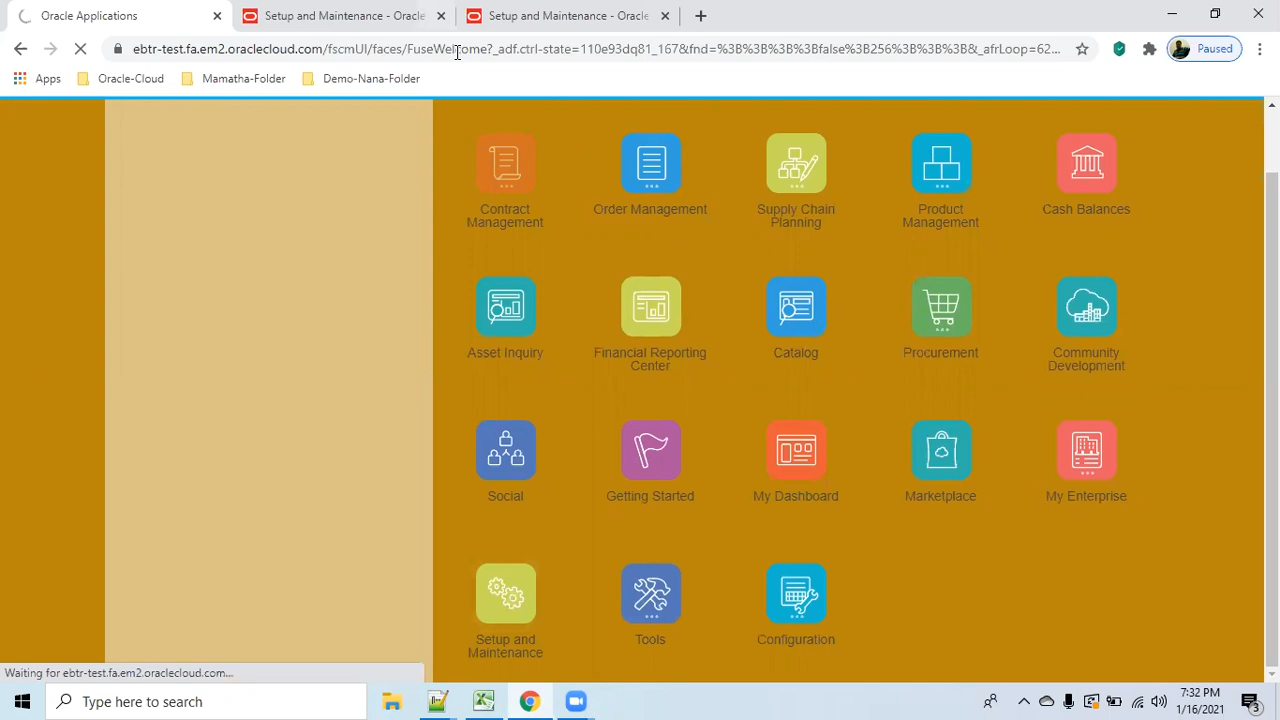 Oracle Applications
Setup and Maintenance - Oracle
Setup and Maintenance - Oracle
ebtr-test.fa.em2.oraclecloud.com/fscmUI/faces/FuseWelcome?_adf.ctrl-state=110e93dq81_167&fnd=%3B%3B%3B%3Bfalse%3B256%3B%3B%3B&_afrLoop=62...
Paused
Apps
Oracle-Cloud
Mamatha-Folder
Demo-Nana-Folder
Contract
Management
Order Management
Supply Chain
Planning
Product
Management
Cash Balances
Asset Inquiry
Financial Reporting
Center
Catalog
Procurement
Community
Development
Social
Getting Started
My Dashboard
Marketplace
My Enterprise
Setup and
Maintenance
Tools
Configuration
Waiting for ebtr-test.fa.em2.oraclecloud.com...
Type here to search
7:32 PM
1/16/2021
3